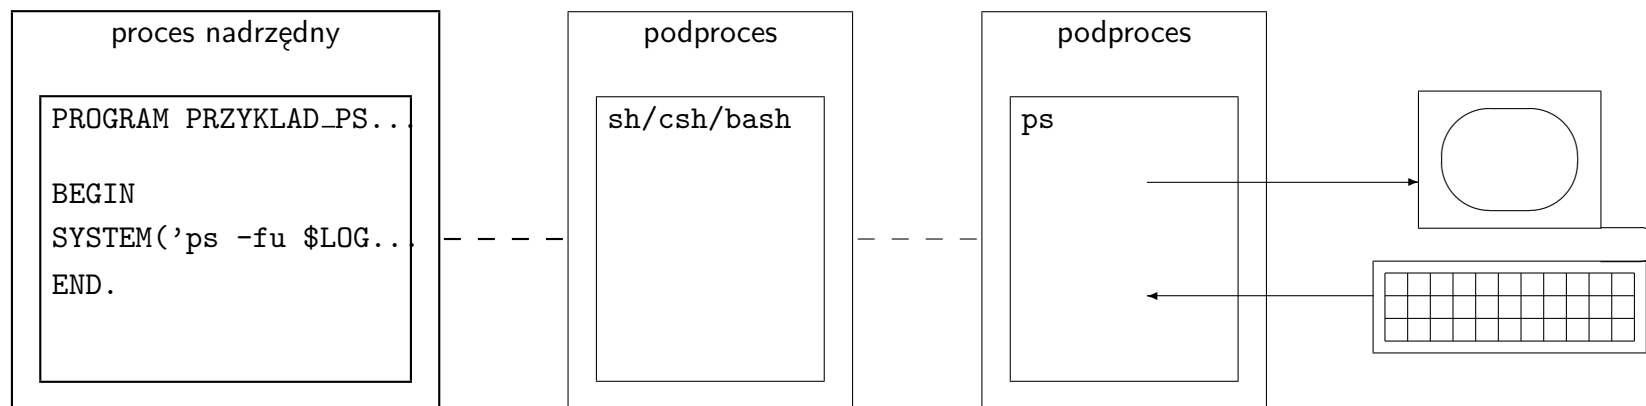 proces nadrzędny
PROGRAM PRZYKLAD_PS...
BEGIN
SYSTEM('ps -fu $LOG...
END.
podproces
sh/csh/bash
podproces
ps